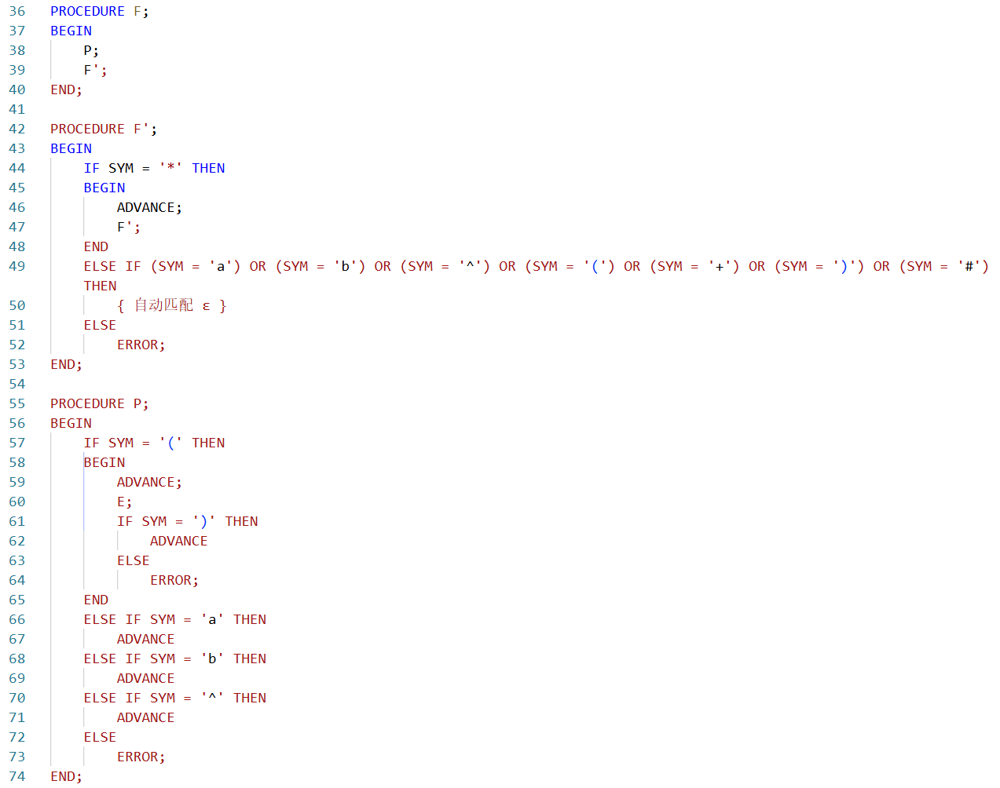 36 PROCEDURE F;
37 BEGIN
38     P;
39     F';
40 END;
41
42 PROCEDURE F';
43 BEGIN
44     IF SYM = '*' THEN
45     BEGIN
46         ADVANCE;
47         F';
48     END
49     ELSE IF (SYM = 'a') OR (SYM = 'b') OR (SYM = '^') OR (SYM = '(') OR (SYM = '+') OR (SYM = ')') OR (SYM = '#')
    THEN
50         { 自动匹配 ε }
51     ELSE
52         ERROR;
53 END;
54
55 PROCEDURE P;
56 BEGIN
57     IF SYM = '(' THEN
58     BEGIN
59         ADVANCE;
60         E;
61         IF SYM = ')' THEN
62             ADVANCE
63         ELSE
64             ERROR;
65     END
66     ELSE IF SYM = 'a' THEN
67         ADVANCE
68     ELSE IF SYM = 'b' THEN
69         ADVANCE
70     ELSE IF SYM = '^' THEN
71         ADVANCE
72     ELSE
73         ERROR;
74 END;